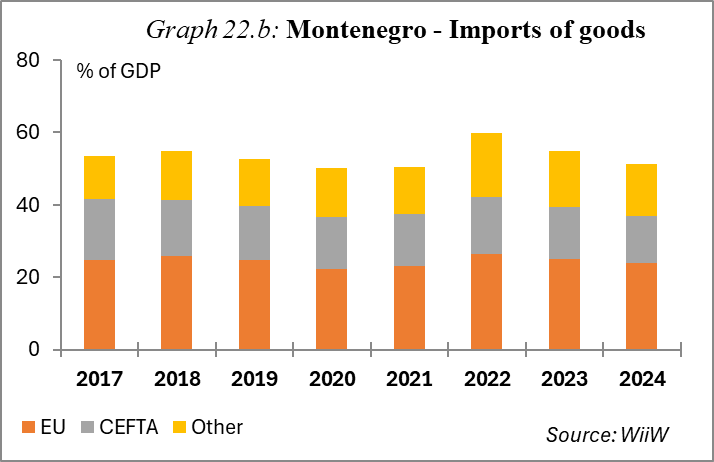 Graph 22.b: Montenegro - Imports of goods
80
% of GDP
60
40
20
0
2017 2018 2019 2020 2021 2022 2023 2024
EU CEFTA Other
Source: WiiW